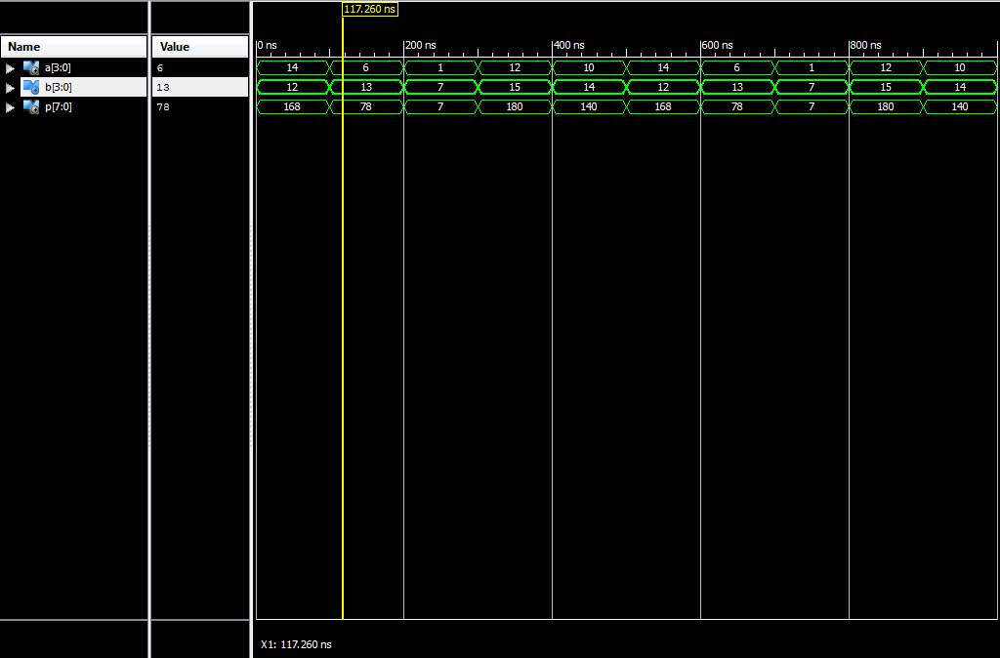 117.260 ns
Name Value
0 ns 200 ns 400 ns 600 ns 800 ns
a[3:0] 6 14 6 1 12 10 14 6 1 12 10
b[3:0] 13 12 13 7 15 14 12 13 7 15 14
p[7:0] 78 168 78 7 180 140 168 78 7 180 140
X1: 117.260 ns